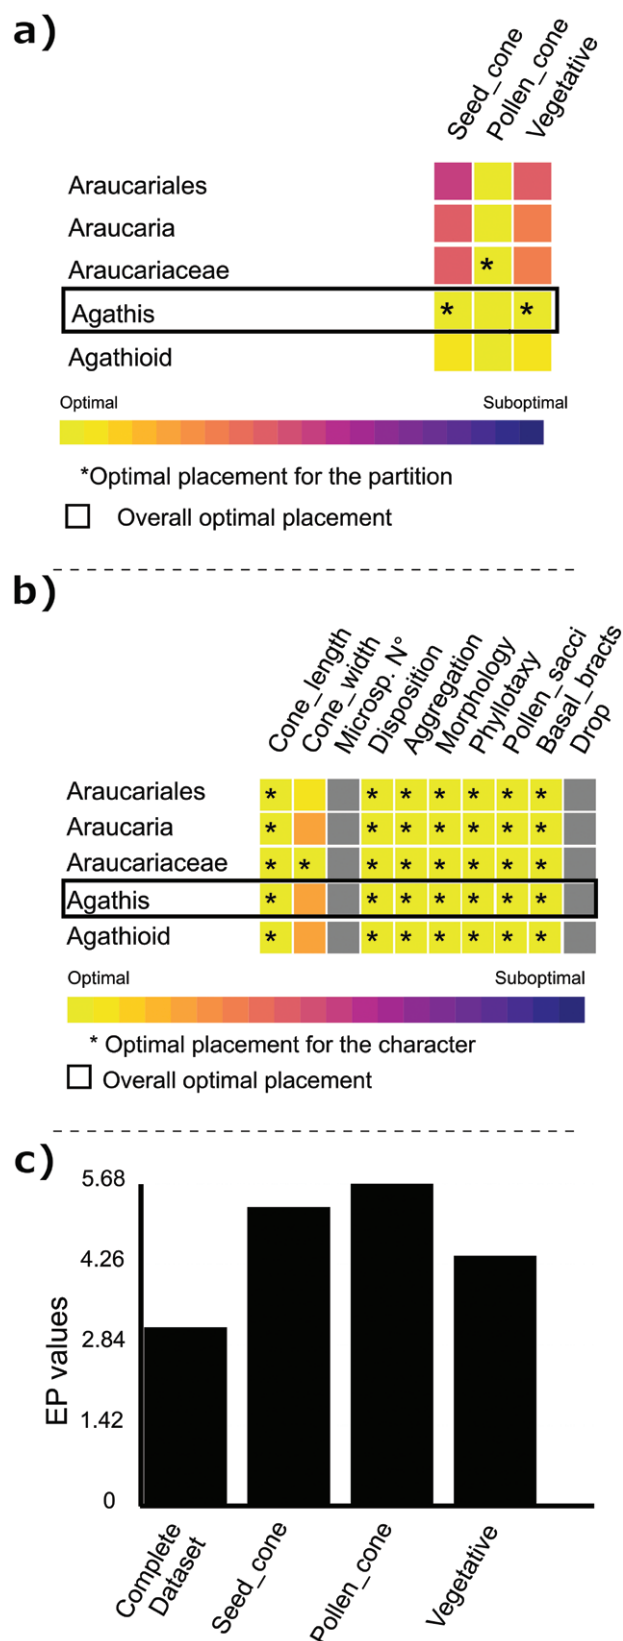 a)
Seed_cone
Pollen_cone
Vegetative
Araucariales
Araucaria
Araucariaceae
*
Agathis
* *
Agathioid
Optimal Suboptimal
*Optimal placement for the partition
Overall optimal placement
b)
Cone_length
Cone_width
Microsp. N°
Disposition
Aggregation
Morphology
Phyllotaxy
Pollen_sacci
Basal_bracts
Drop
Araucariales * * * * * * *
Araucaria * * * * * * *
Araucariaceae * * * * * * * *
Agathis * * * * * * *
Agathioid * * * * * * *
Optimal Suboptimal
* Optimal placement for the character
Overall optimal placement
c)
EP values
5.68
4.26
2.84
1.42
0
Complete
Dataset
Seed_cone
Pollen_cone
Vegetative